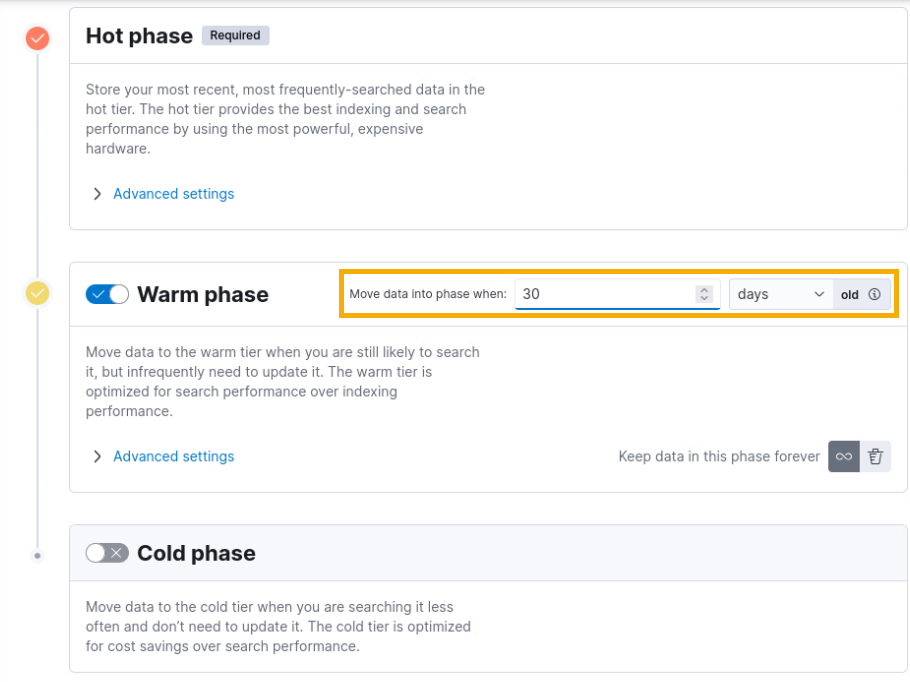 Hot phase Required
Store your most recent, most frequently-searched data in the
hot tier. The hot tier provides the best indexing and search
performance by using the most powerful, expensive
hardware.
Advanced settings
Warm phase Move data into phase when: 30 days old
Move data to the warm tier when you are still likely to search
it, but infrequently need to update it. The warm tier is
optimized for search performance over indexing
performance.
Advanced settings Keep data in this phase forever
Cold phase
Move data to the cold tier when you are searching it less
often and don’t need to update it. The cold tier is optimized
for cost savings over search performance.